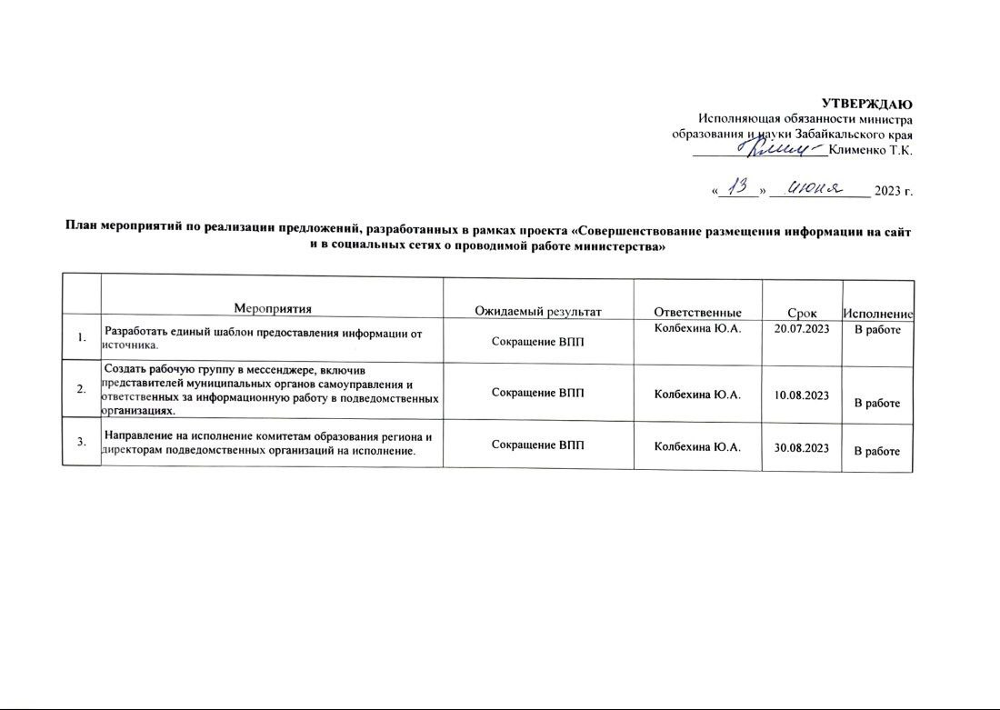 УТВЕРЖДАЮ
Исполняющая обязанности министра
образования и науки Забайкальского края
Клименко Т.К.
« 13 » июня 2023 г.
План мероприятий по реализации предложений, разработанных в рамках проекта «Совершенствование размещения информации на сайт
и в социальных сетях о проводимой работе министерства»
Мероприятия Ожидаемый результат Ответственные Срок Исполнение
1. Разработать единый шаблон предоставления информации от
источника.
Сокращение ВПП Колбехина Ю.А. 20.07.2023 В работе
2. Создать рабочую группу в мессенджере, включив
представителей муниципальных органов самоуправления и
ответственных за информационную работу в подведомственных
организациях.
Сокращение ВПП Колбехина Ю.А. 10.08.2023 В работе
3. Направление на исполнение комитетам образования региона и
директорам подведомственных организаций на исполнение.
Сокращение ВПП Колбехина Ю.А. 30.08.2023 В работе